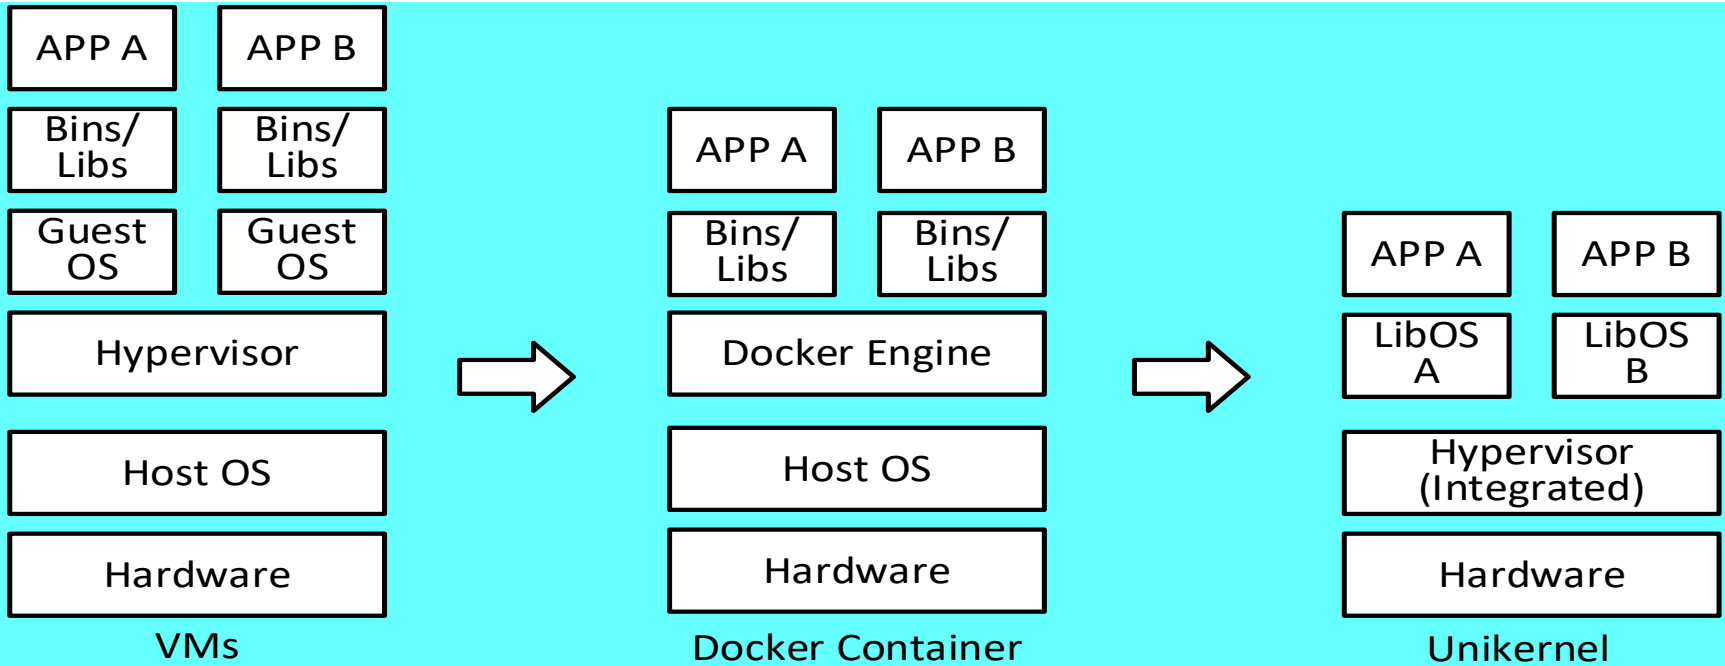 APP A
APP B
Bins/
Libs
Bins/
Libs
Guest
OS
Guest
OS
Hypervisor
Host OS
Hardware
VMs
APP A
APP B
Bins/
Libs
Bins/
Libs
Docker Engine
Host OS
Hardware
Docker Container
APP A
APP B
LibOS
A
LibOS
B
Hypervisor
(Integrated)
Hardware
Unikernel